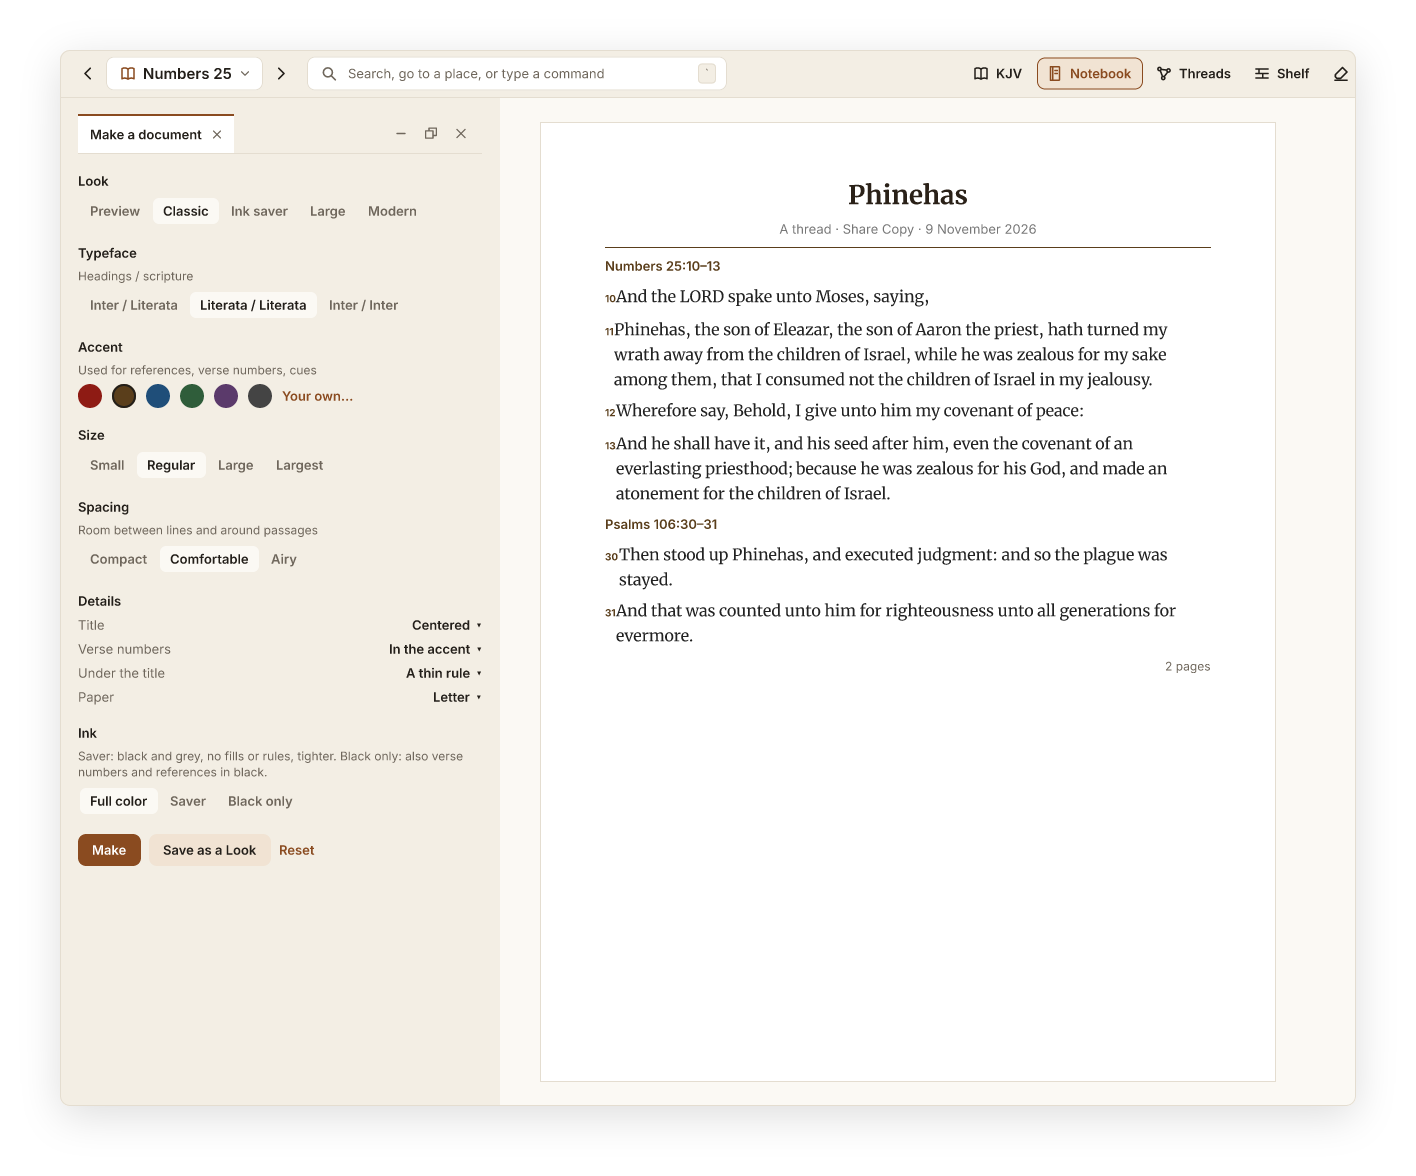 Numbers 25
Search, go to a place, or type a command
KJV
Notebook
Threads
Shelf
Make a document
Look
Preview Classic Ink saver Large Modern
Typeface
Headings / scripture
Inter / Literata Literata / Literata Inter / Inter
Accent
Used for references, verse numbers, cues
Your own...
Size
Small Regular Large Largest
Spacing
Room between lines and around passages
Compact Comfortable Airy
Details
Title Centered
Verse numbers In the accent
Under the title A thin rule
Paper Letter
Ink
Saver: black and grey, no fills or rules, tighter. Black only: also verse
numbers and references in black.
Full color Saver Black only
Make Save as a Look Reset
Phinehas
A thread · Share Copy · 9 November 2026
Numbers 25:10–13
10And the LORD spake unto Moses, saying,
11Phinehas, the son of Eleazar, the son of Aaron the priest, hath turned my
wrath away from the children of Israel, while he was zealous for my sake
among them, that I consumed not the children of Israel in my jealousy.
12Wherefore say, Behold, I give unto him my covenant of peace:
13And he shall have it, and his seed after him, even the covenant of an
everlasting priesthood; because he was zealous for his God, and made an
atonement for the children of Israel.
Psalms 106:30–31
30Then stood up Phinehas, and executed judgment: and so the plague was
stayed.
31And that was counted unto him for righteousness unto all generations for
evermore.
2 pages